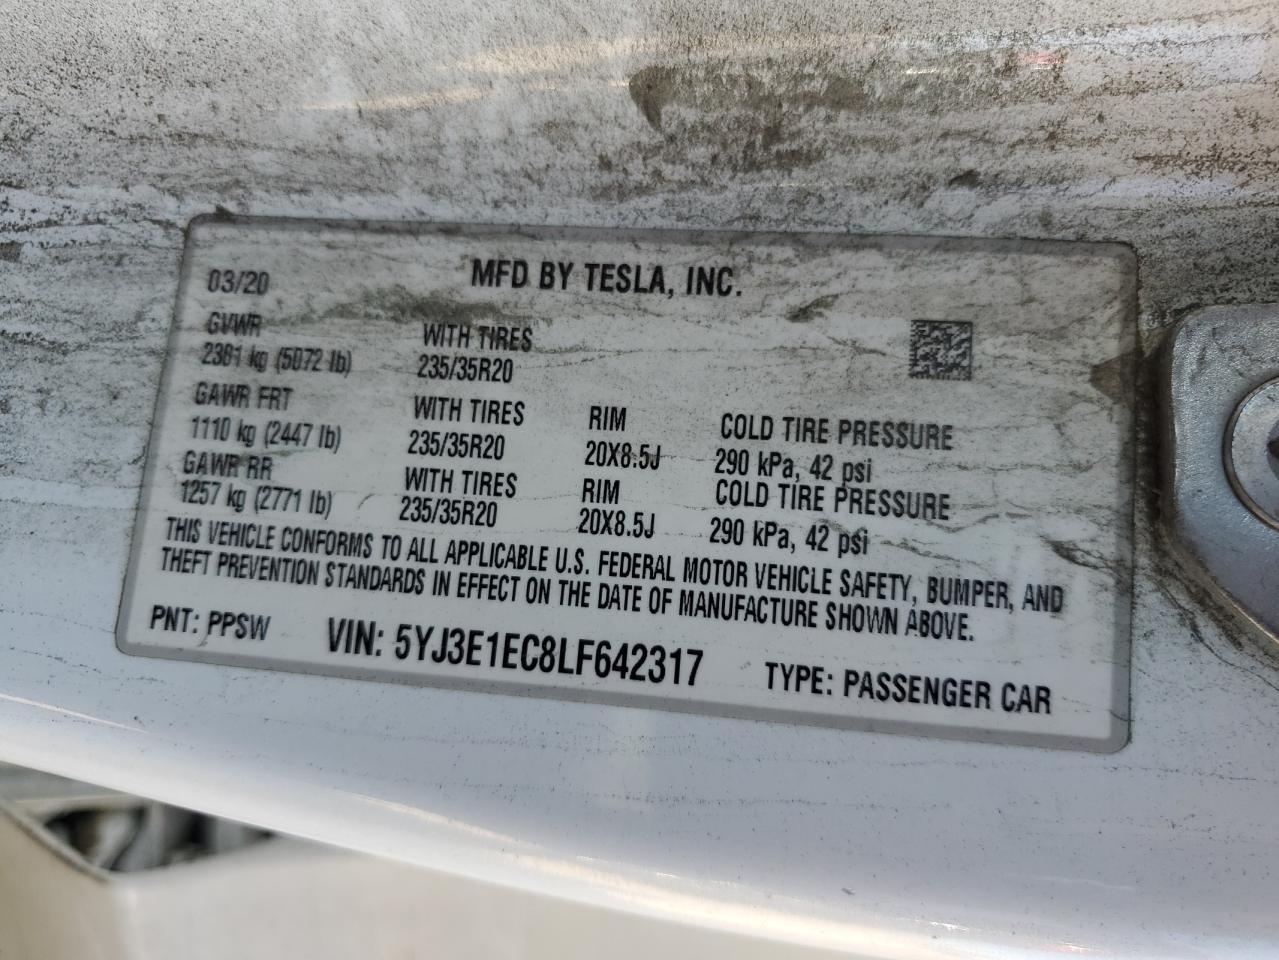 03/20
MFD BY TESLA, INC.
GVWR WITH TIRES
2301 kg (5072 lb) 235/35R20
GAWR FRT WITH TIRES RIM COLD TIRE PRESSURE
1110 kg (2447 lb) 235/35R20 20X8.5J 290 kPa, 42 psi
GAWR RR WITH TIRES RIM COLD TIRE PRESSURE
1257 kg (2771 lb) 235/35R20 20X8.5J 290 kPa, 42 psi
THIS VEHICLE CONFORMS TO ALL APPLICABLE U.S. FEDERAL MOTOR VEHICLE SAFETY, BUMPER, AND
THEFT PREVENTION STANDARDS IN EFFECT ON THE DATE OF MANUFACTURE SHOWN ABOVE.
PNT: PPSW VIN: 5YJ3E1EC8LF642317 TYPE: PASSENGER CAR